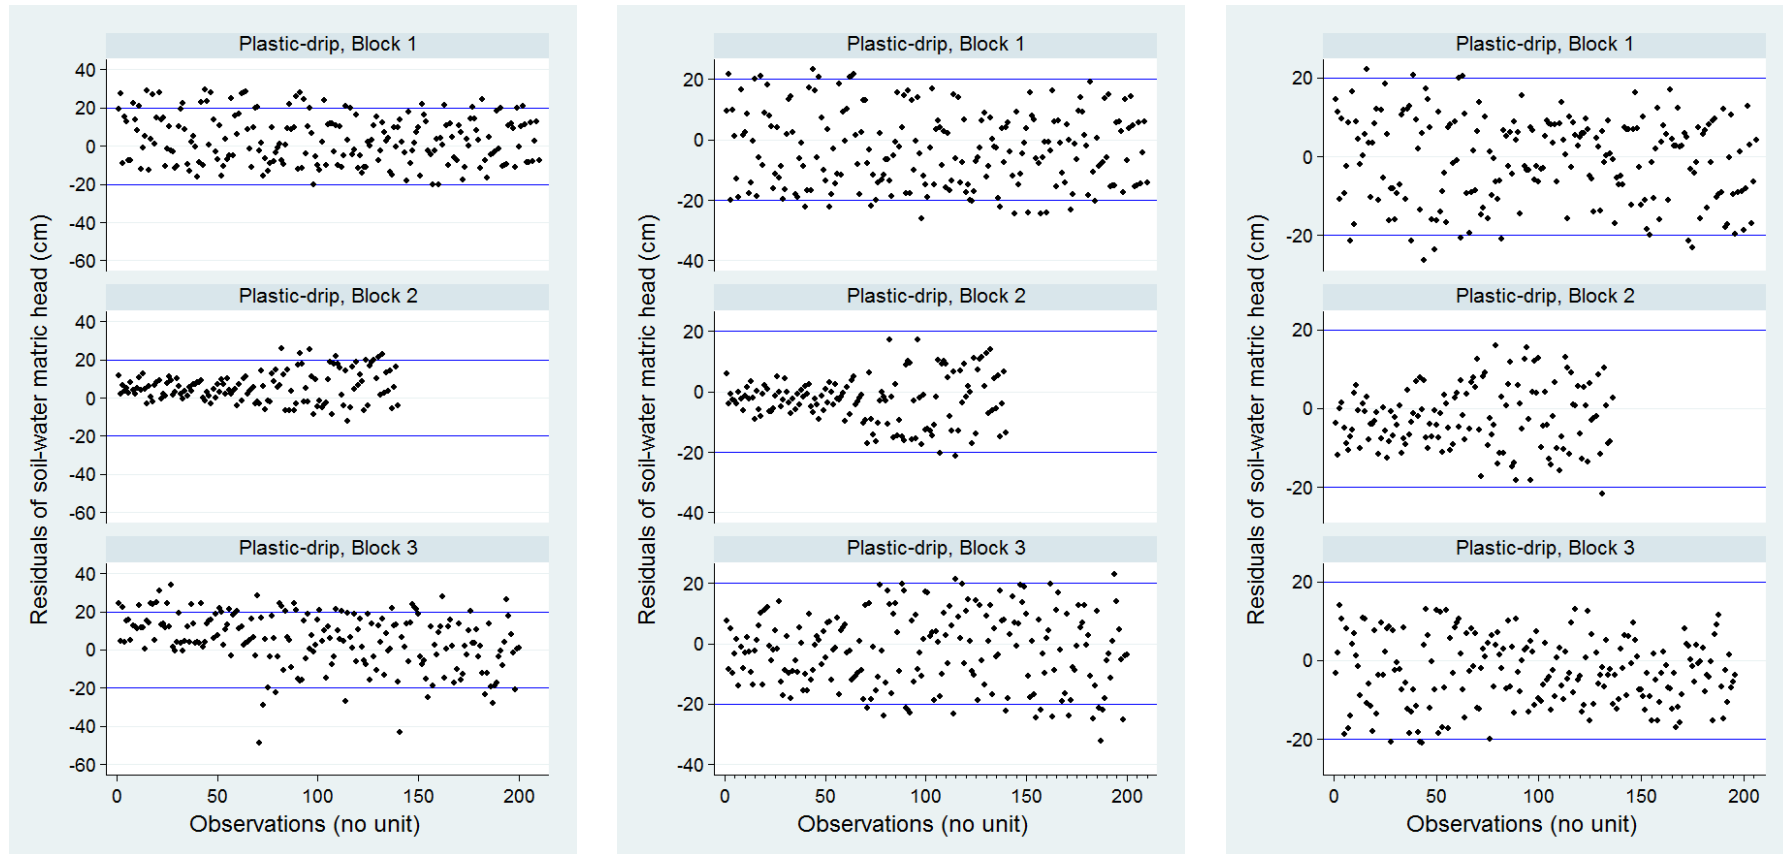 Residuals of soil-water matric head (cm)
Plastic-drip, Block 1
40
20
0
-20
-40
-60
Plastic-drip, Block 2
40
20
0
-20
-40
-60
Plastic-drip, Block 3
40
20
0
-20
-40
-60
0 50 100 150 200
Observations (no unit)
Residuals of soil-water matric head (cm)
Plastic-drip, Block 1
20
0
-20
-40
Plastic-drip, Block 2
20
0
-20
-40
Plastic-drip, Block 3
20
0
-20
-40
0 50 100 150 200
Observations (no unit)
Residuals of soil-water matric head (cm)
Plastic-drip, Block 1
20
0
-20
Plastic-drip, Block 2
20
0
-20
Plastic-drip, Block 3
20
0
-20
0 50 100 150 200
Observations (no unit)